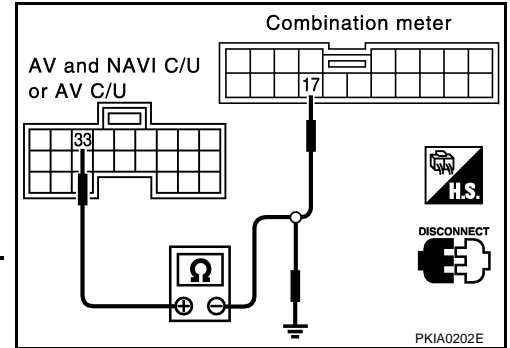 Combination meter
AV and NAVI C/U
or AV C/U
17
33
H.S.
DISCONNECT
Ω
+ −
PKIA0202E